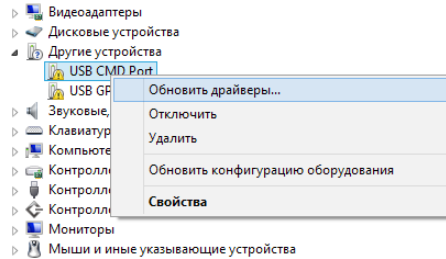 Видеоадаптеры
Дисковые устройства
Другие устройства
USB CMD Port
USB GP
Обновить драйверы...
Звуковые,
Отключить
Клавиатур
Удалить
Компьюте
Контролле
Обновить конфигурацию оборудования
Контролле
Контролле
Свойства
Мониторы
Мыши и иные указывающие устройства